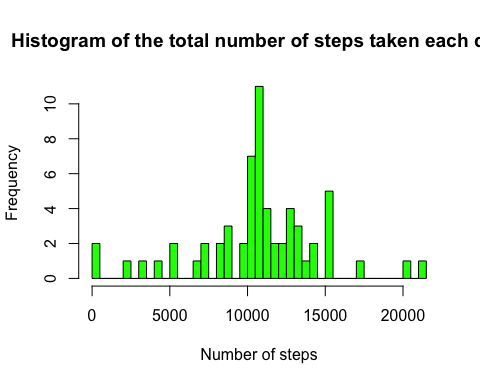 Histogram of the total number of steps taken each
Frequency
10
8
6
4
2
0
0 5000 10000 15000 20000
Number of steps